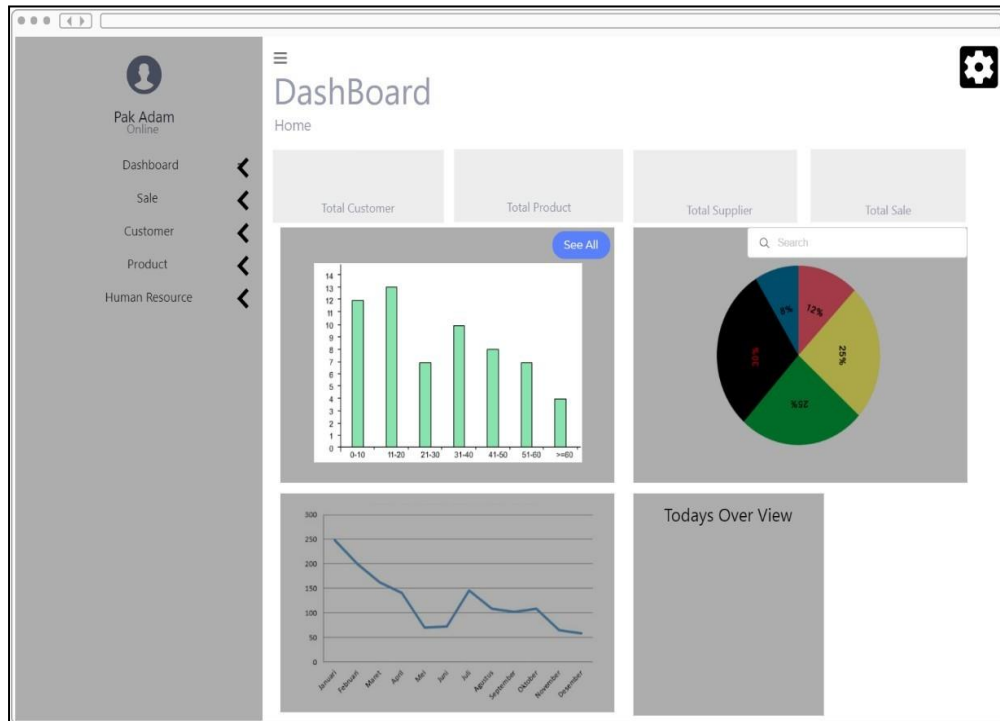 Pak Adam
Online
Dashboard
Sale
Customer
Product
Human Resource
DashBoard
Home
Total Customer
Total Product
Total Supplier
Total Sale
See All
14
13
12
11
10
9
8
7
6
5
4
3
2
1
0
0-10 11-20 21-30 31-40 41-50 51-60 >=60
Search
8%
12%
25%
25%
30%
300
250
200
150
100
50
0
Januari Februari Maret April Mei Juni Juli Agustus September Oktober November Desember
Todays Over View